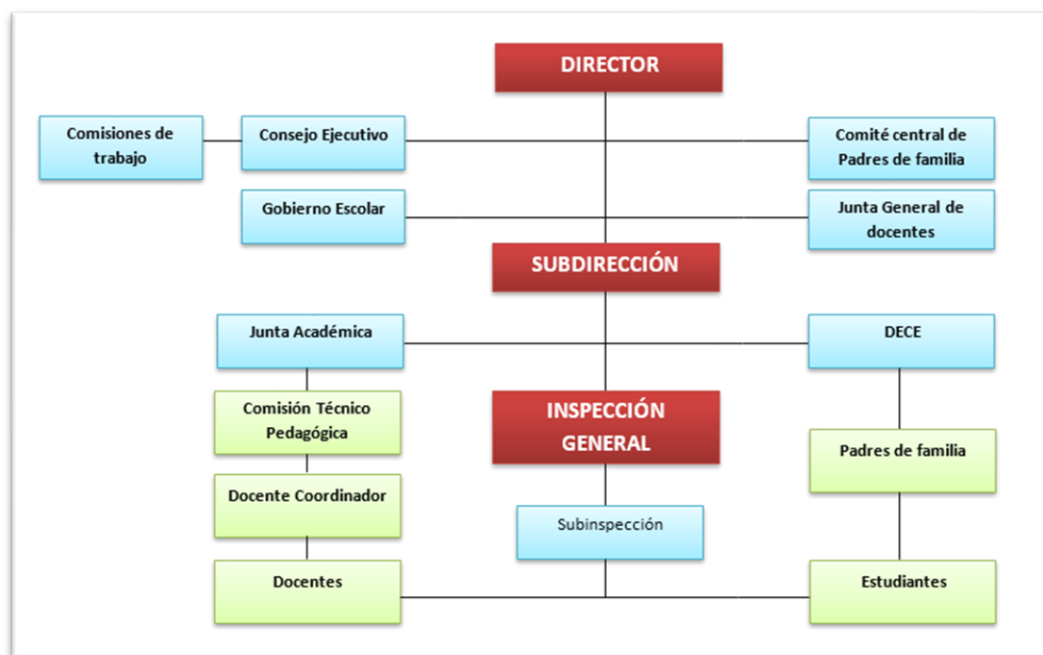 DIRECTOR
Comisiones de
trabajo
Consejo Ejecutivo
Comité central de
Padres de familia
Gobierno Escolar
Junta General de
docentes
SUBDIRECCIÓN
Junta Académica
DECE
Comisión Técnico
Pedagógica
INSPECCIÓN
GENERAL
Padres de familia
Docente Coordinador
Subinspección
Docentes
Estudiantes